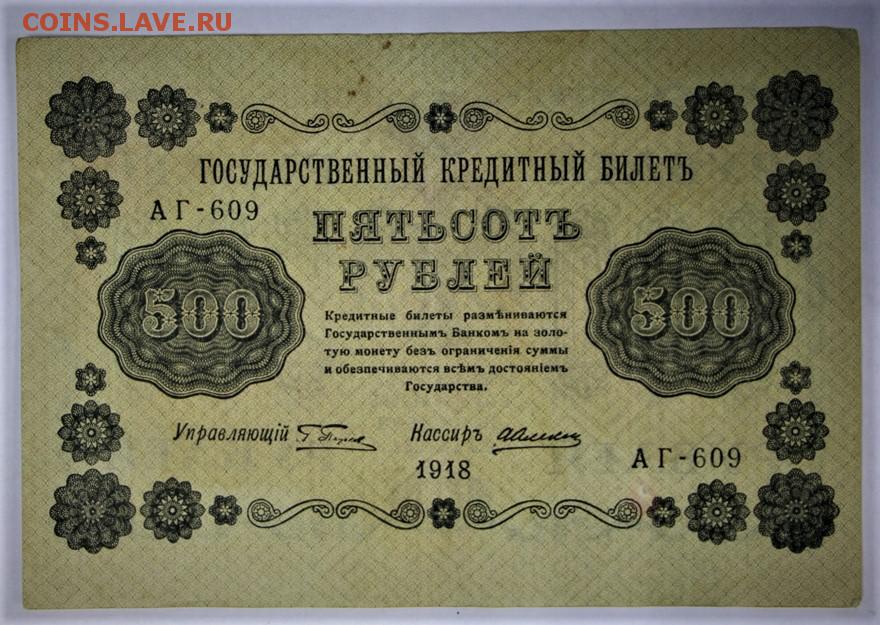 COINS.LAVE.RU
ГОСУДАРСТВЕННЫЙ КРЕДИТНЫЙ БИЛЕТЪ
АГ-609
ПЯТЬСОТЪ
РУБЛЕЙ
500
500
Кредитные билеты размѣниваются
Государственнымъ Банкомъ на золо-
тую монету безъ ограниченія суммы
и обезпечиваются всѣмъ достояніемъ
Государства.
Управляющій
Кассиръ
1918
АГ-609